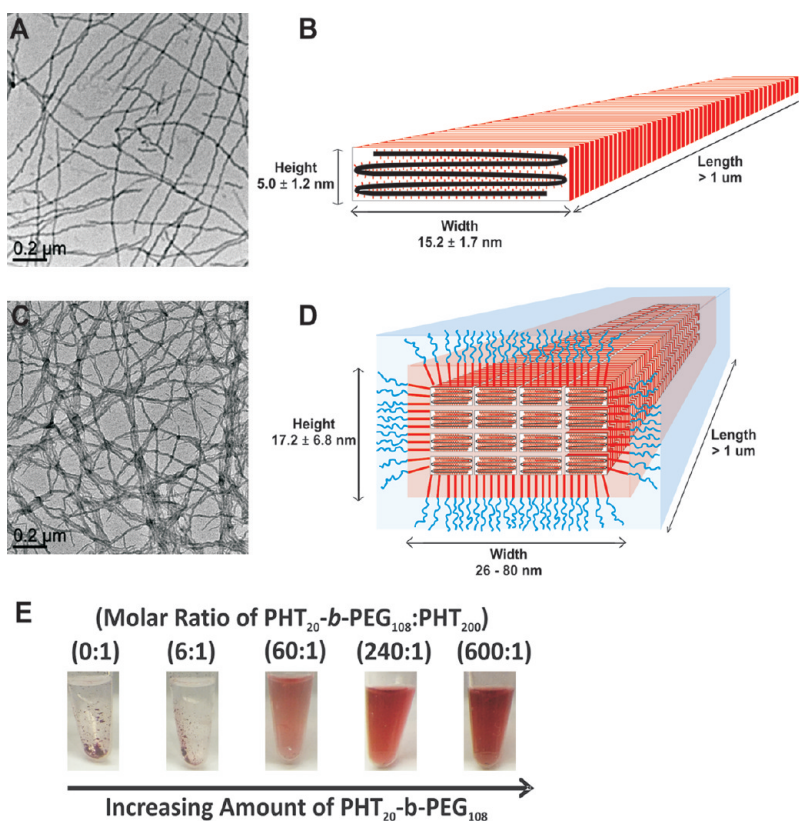 A
0.2 µm
B
Height
5.0 ± 1.2 nm
Width
15.2 ± 1.7 nm
Length
> 1 um
C
0.2 µm
D
Height
17.2 ± 6.8 nm
Width
26 - 80 nm
Length
> 1 um
E
(Molar Ratio of PHT₂₀-b-PEG₁₀₈:PHT₂₀₀)
(0:1) (6:1) (60:1) (240:1) (600:1)
Increasing Amount of PHT₂₀-b-PEG₁₀₈